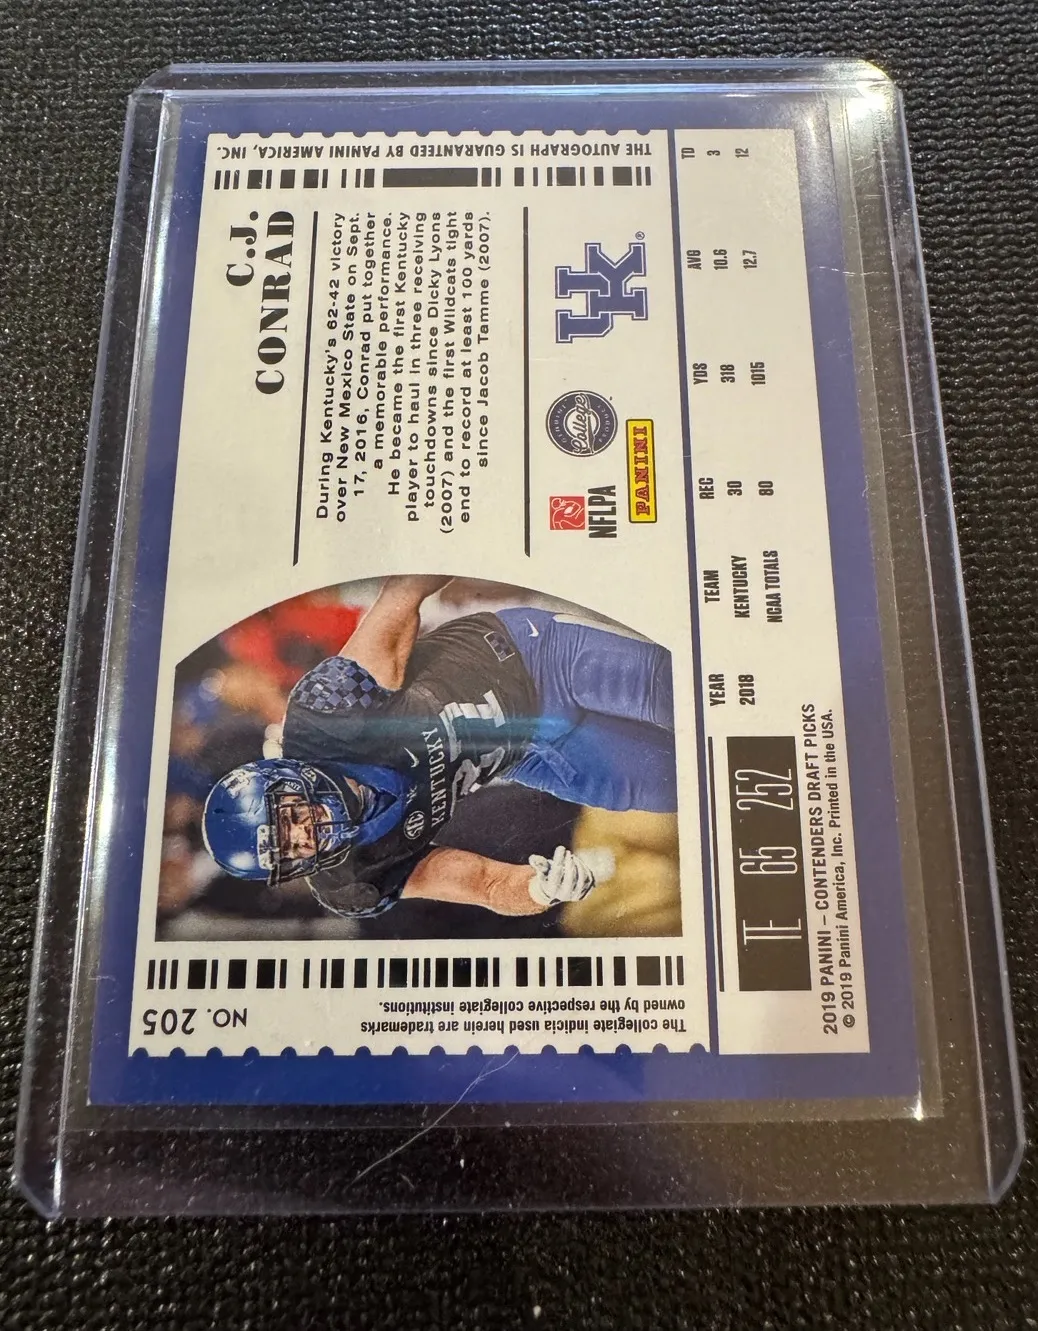 NO. 205
The collegiate indicia used herein are trademarks
owned by the respective collegiate institutions.
C.J.
CONRAD
During Kentucky's 62-42 victory
over New Mexico State on Sept.
17, 2016, Conrad put together
a memorable performance.
He became the first Kentucky
player to haul in three receiving
touchdowns since Dicky Lyons
(2007) and the first Wildcats tight
end to record at least 100 yards
since Jacob Tamme (2007).
THE AUTOGRAPH IS GUARANTEED BY PANINI AMERICA, INC.
KENTUCKY
SEC
NFLPA
College
PANINI
UK®
TE 65 252
YEAR TEAM REC YDS AVG TD
2018 KENTUCKY 30 318 10.6 3
NCAA TOTALS 80 1015 12.7 12
2019 PANINI – CONTENDERS DRAFT PICKS
© 2019 Panini America, Inc. Printed in the USA.